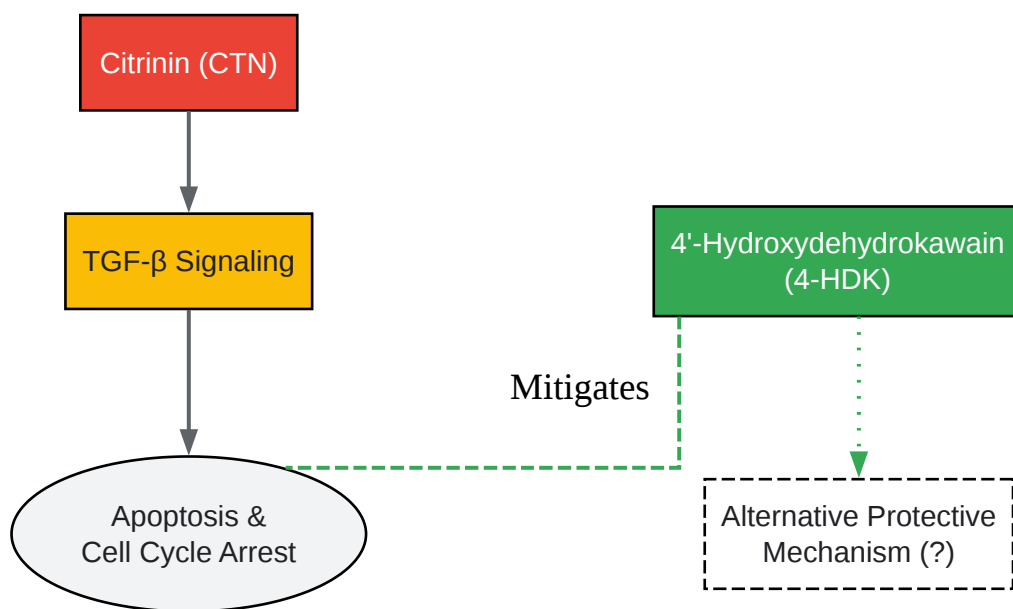 Citrinin (CTN)
TGF-β Signaling
4'-Hydroxydehydrokawain
(4-HDK)
Mitigates
Apoptosis &
Cell Cycle Arrest
Alternative Protective
Mechanism (?)